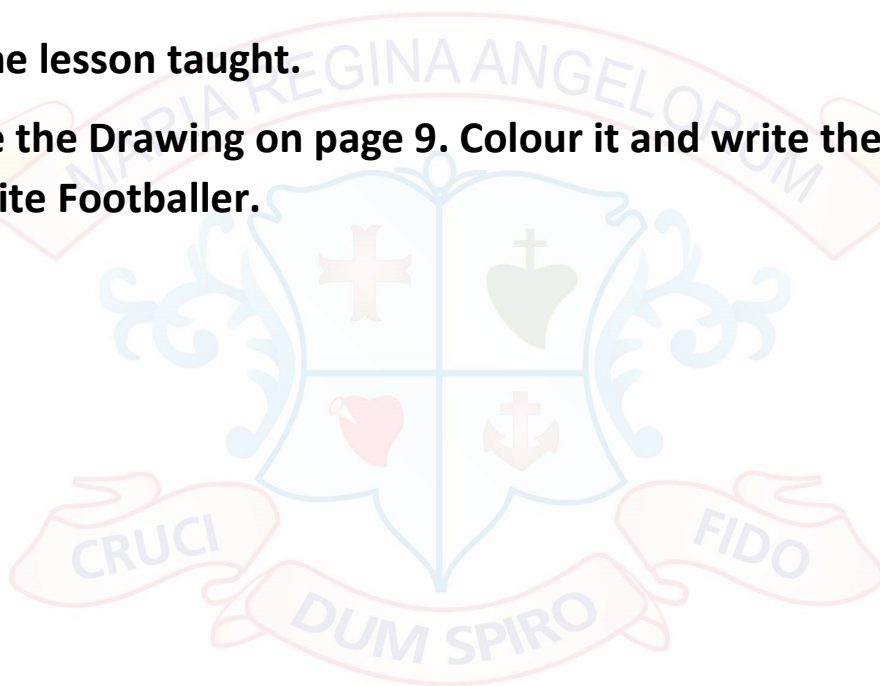 ne lesson taught.
MARIA REGINA ANGELORUM
e the Drawing on page 9. Colour it and write the
ite Footballer.
CRUCI
FIDO
DUM SPIRO